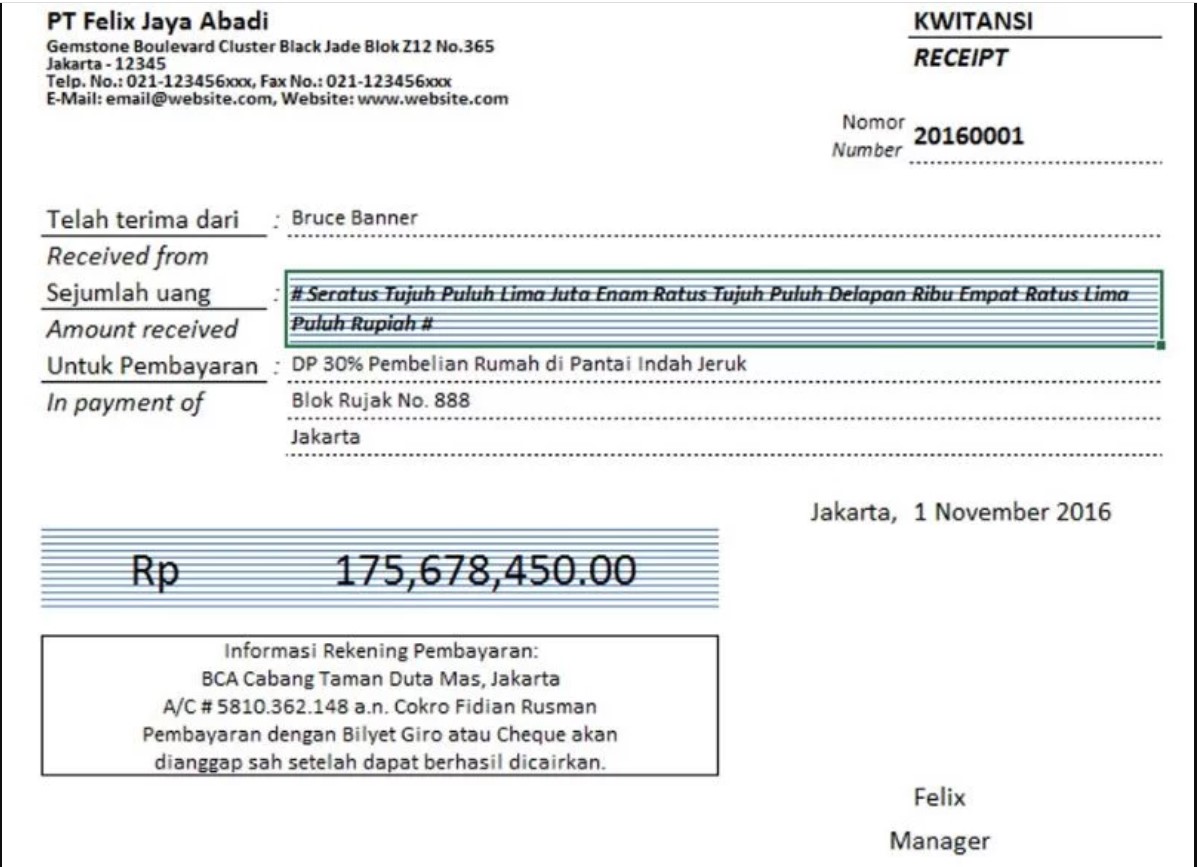 PT Felix Jaya Abadi
Gemstone Boulevard Cluster Black Jade Blok Z12 No.365
Jakarta - 12345
Telp. No.: 021-123456xxx, Fax No.: 021-123456xxx
E-Mail: email@website.com, Website: www.website.com
KWITANSI
RECEIPT
Nomor
Number
20160001
Telah terima dari : Bruce Banner
Received from
Sejumlah uang : # Seratus Tujuh Puluh Lima Juta Enam Ratus Tujuh Puluh Delapan Ribu Empat Ratus Lima
Puluh Rupiah #
Amount received
Untuk Pembayaran : DP 30% Pembelian Rumah di Pantai Indah Jeruk
In payment of Blok Rujak No. 888
Jakarta
Jakarta, 1 November 2016
Rp 175,678,450.00
Informasi Rekening Pembayaran:
BCA Cabang Taman Duta Mas, Jakarta
A/C # 5810.362.148 a.n. Cokro Fidian Rusman
Pembayaran dengan Bilyet Giro atau Cheque akan
dianggap sah setelah dapat berhasil dicairkan.
Felix
Manager